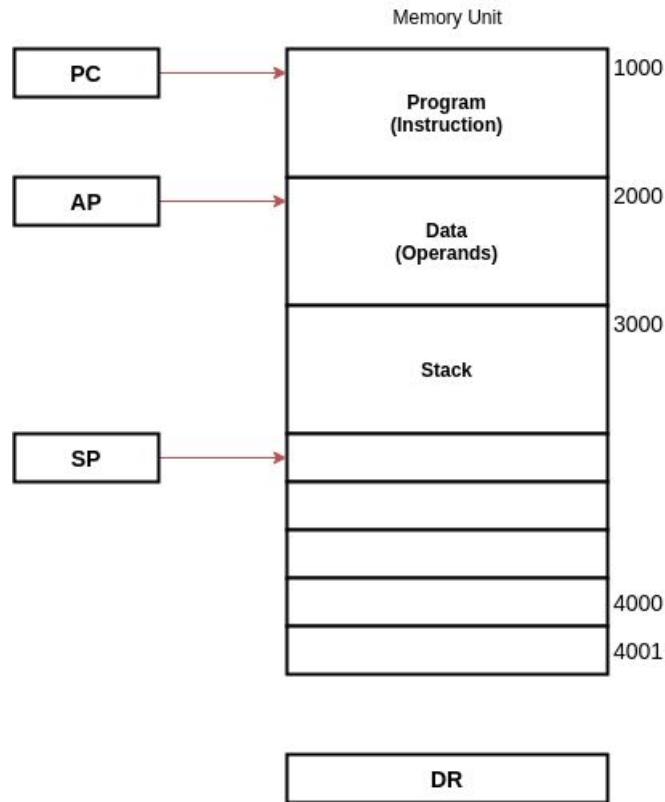 Memory Unit
PC
1000
Program
(Instruction)
AP
2000
Data
(Operands)
3000
Stack
SP
4000
4001
DR